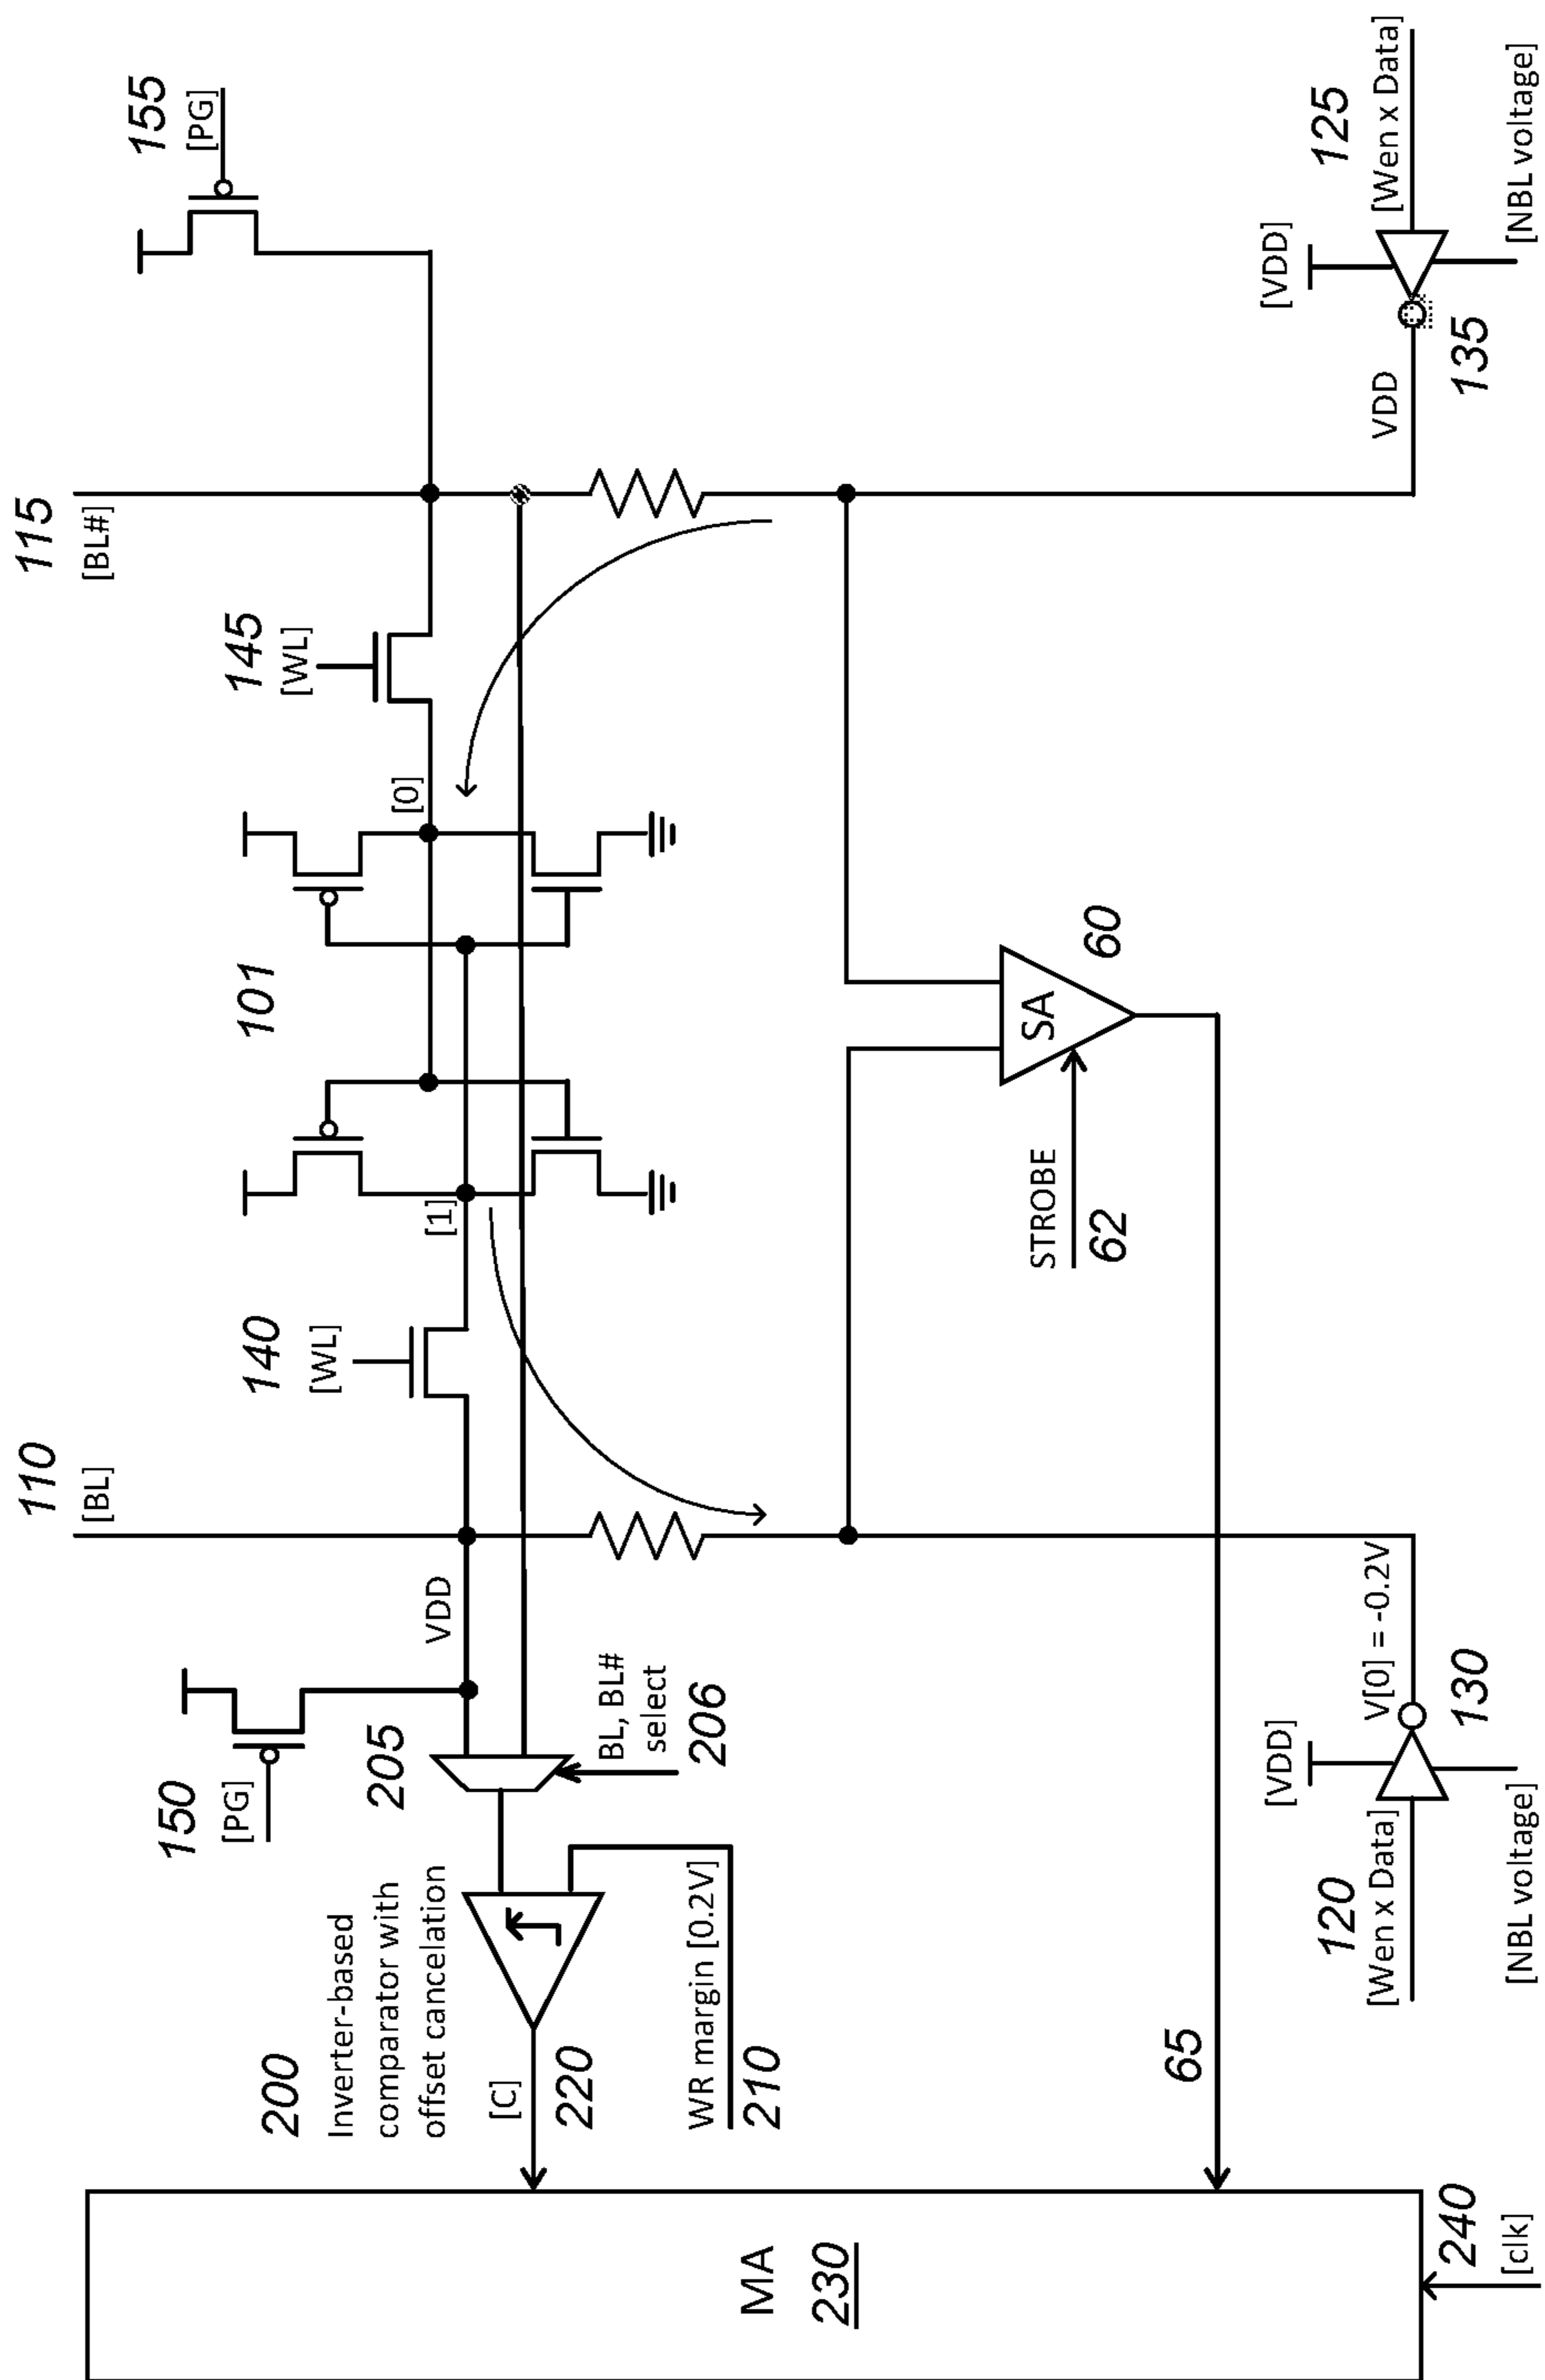 155
[PG]
115
[BL#]
145
[WL]
[0]
101
[1]
140
[WL]
110
[BL]
VDD
150
[PG]
205
BL, BL#
select
206
200
Inverter-based
comparator with
offset cancelation
[C]
220
WR margin [0.2V]
210
MA
230
240
[clk]
65
SA
60
STROBE
62
125
[Wen x Data]
[VDD]
[NBL voltage]
135
VDD
V[0] = -0.2V
130
[VDD]
120
[Wen x Data]
[NBL voltage]